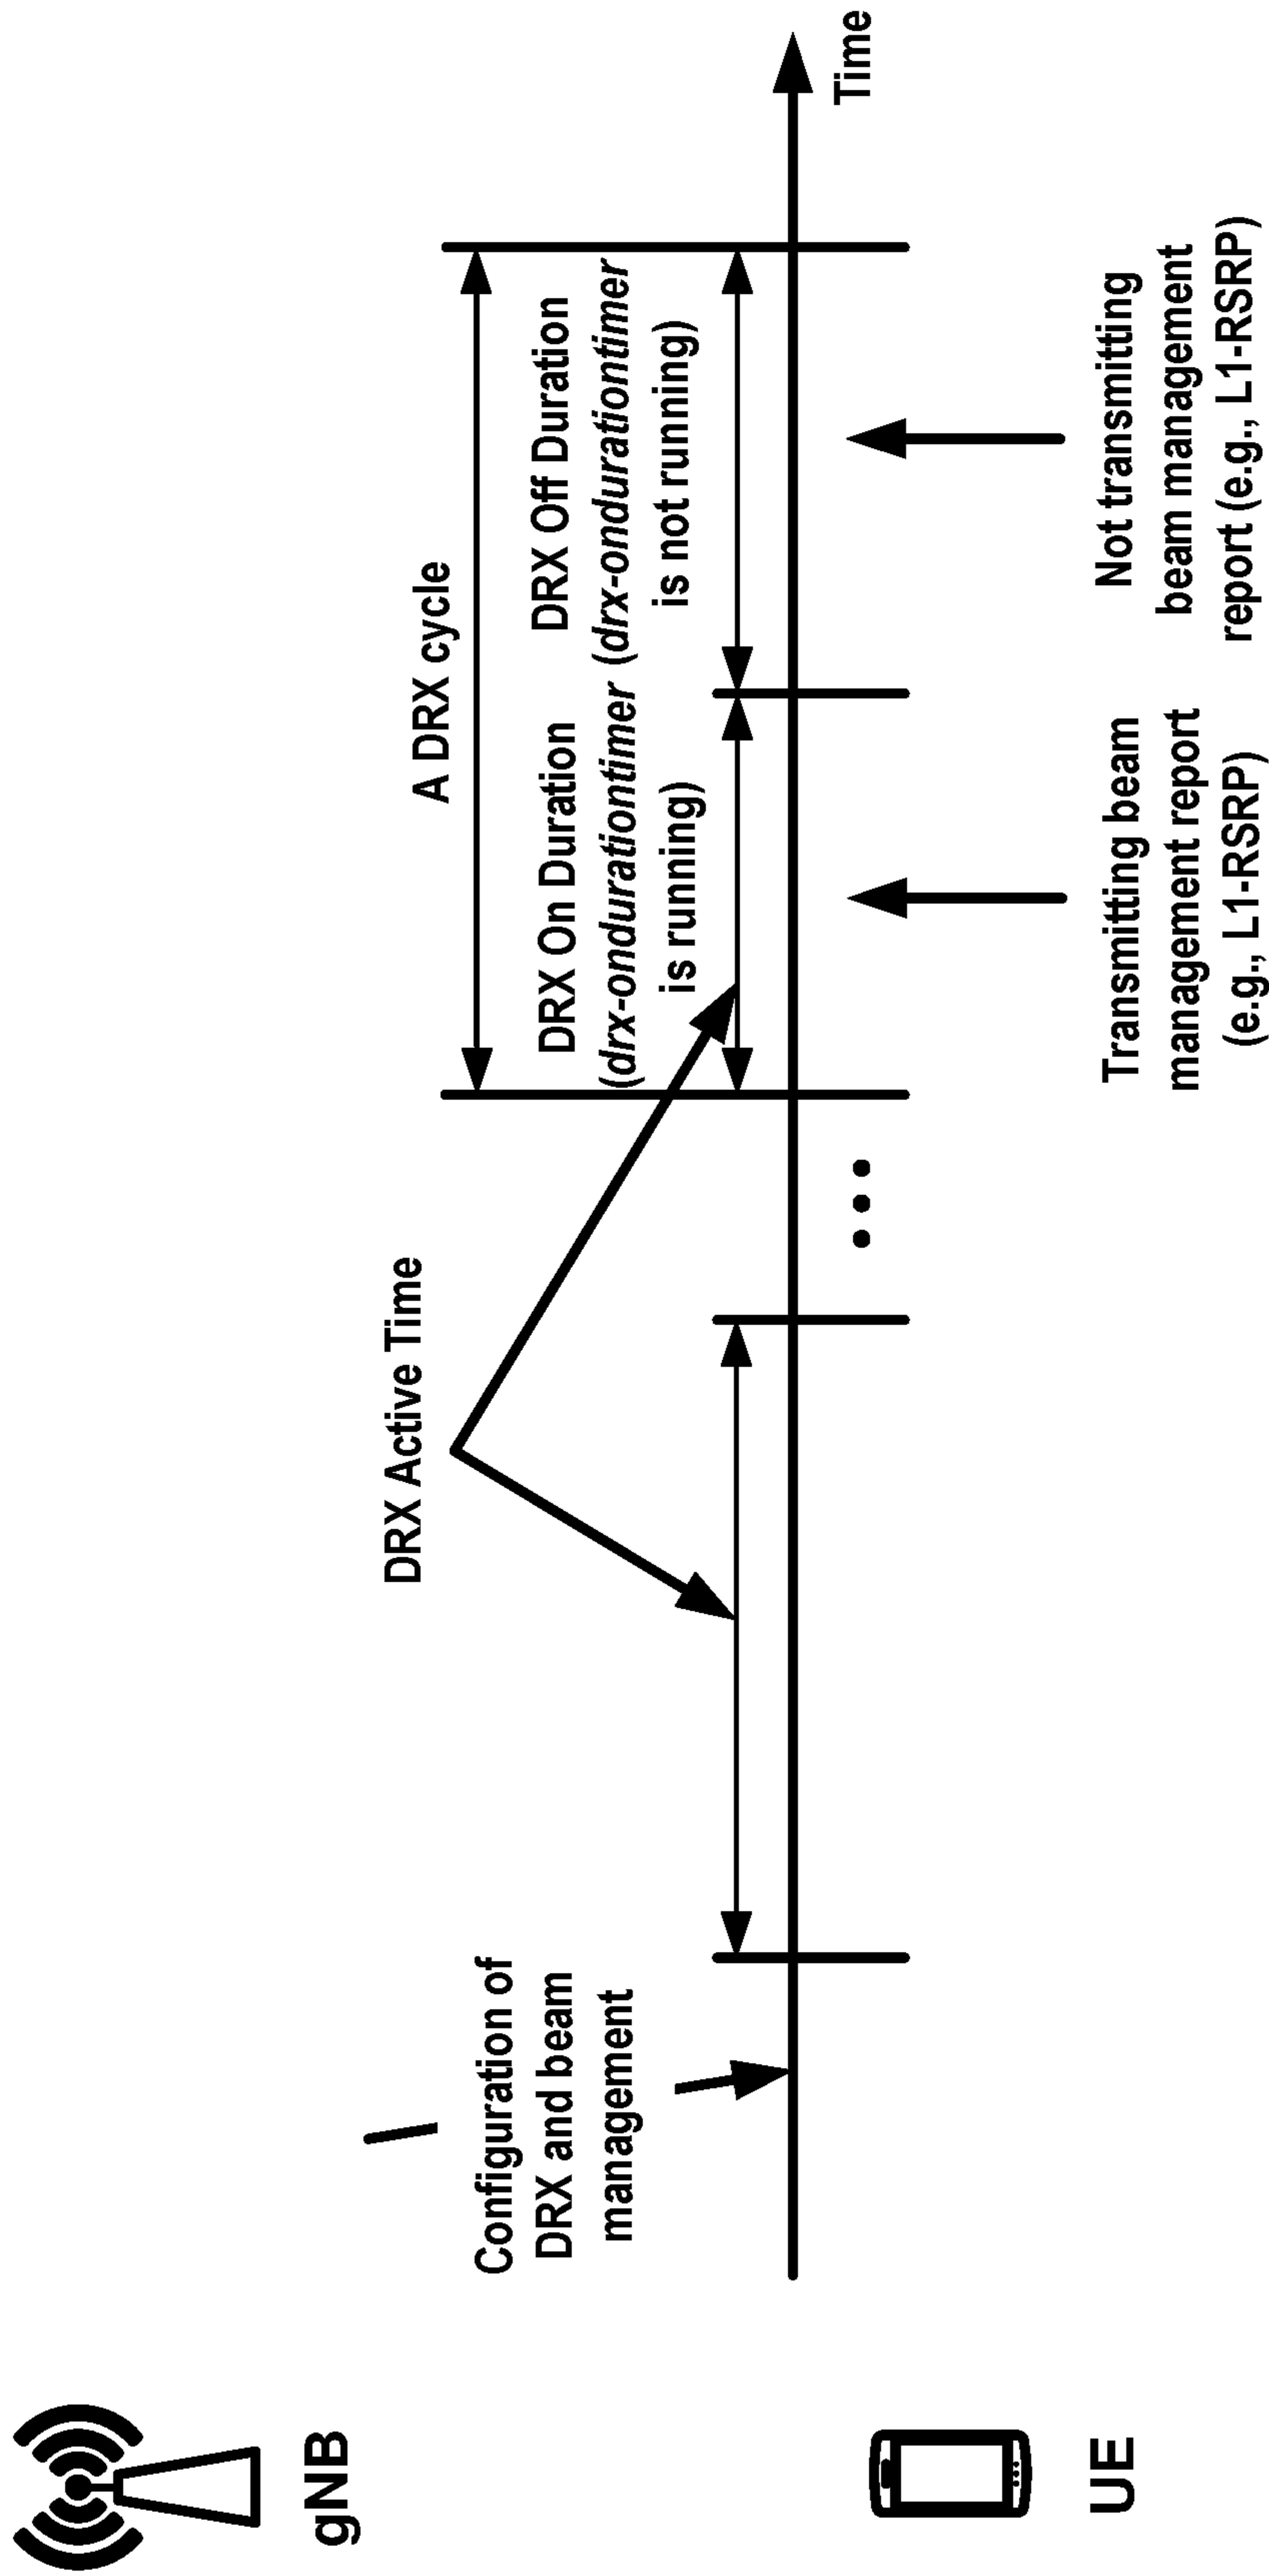 gNB
UE
Configuration of
DRX and beam
management
DRX Active Time
A DRX cycle
DRX On Duration
(drx-ondurationtimer
is running)
DRX Off Duration
(drx-ondurationtimer
is not running)
Time
Transmitting beam
management report
(e.g., L1-RSRP)
Not transmitting
beam management
report (e.g., L1-RSRP)